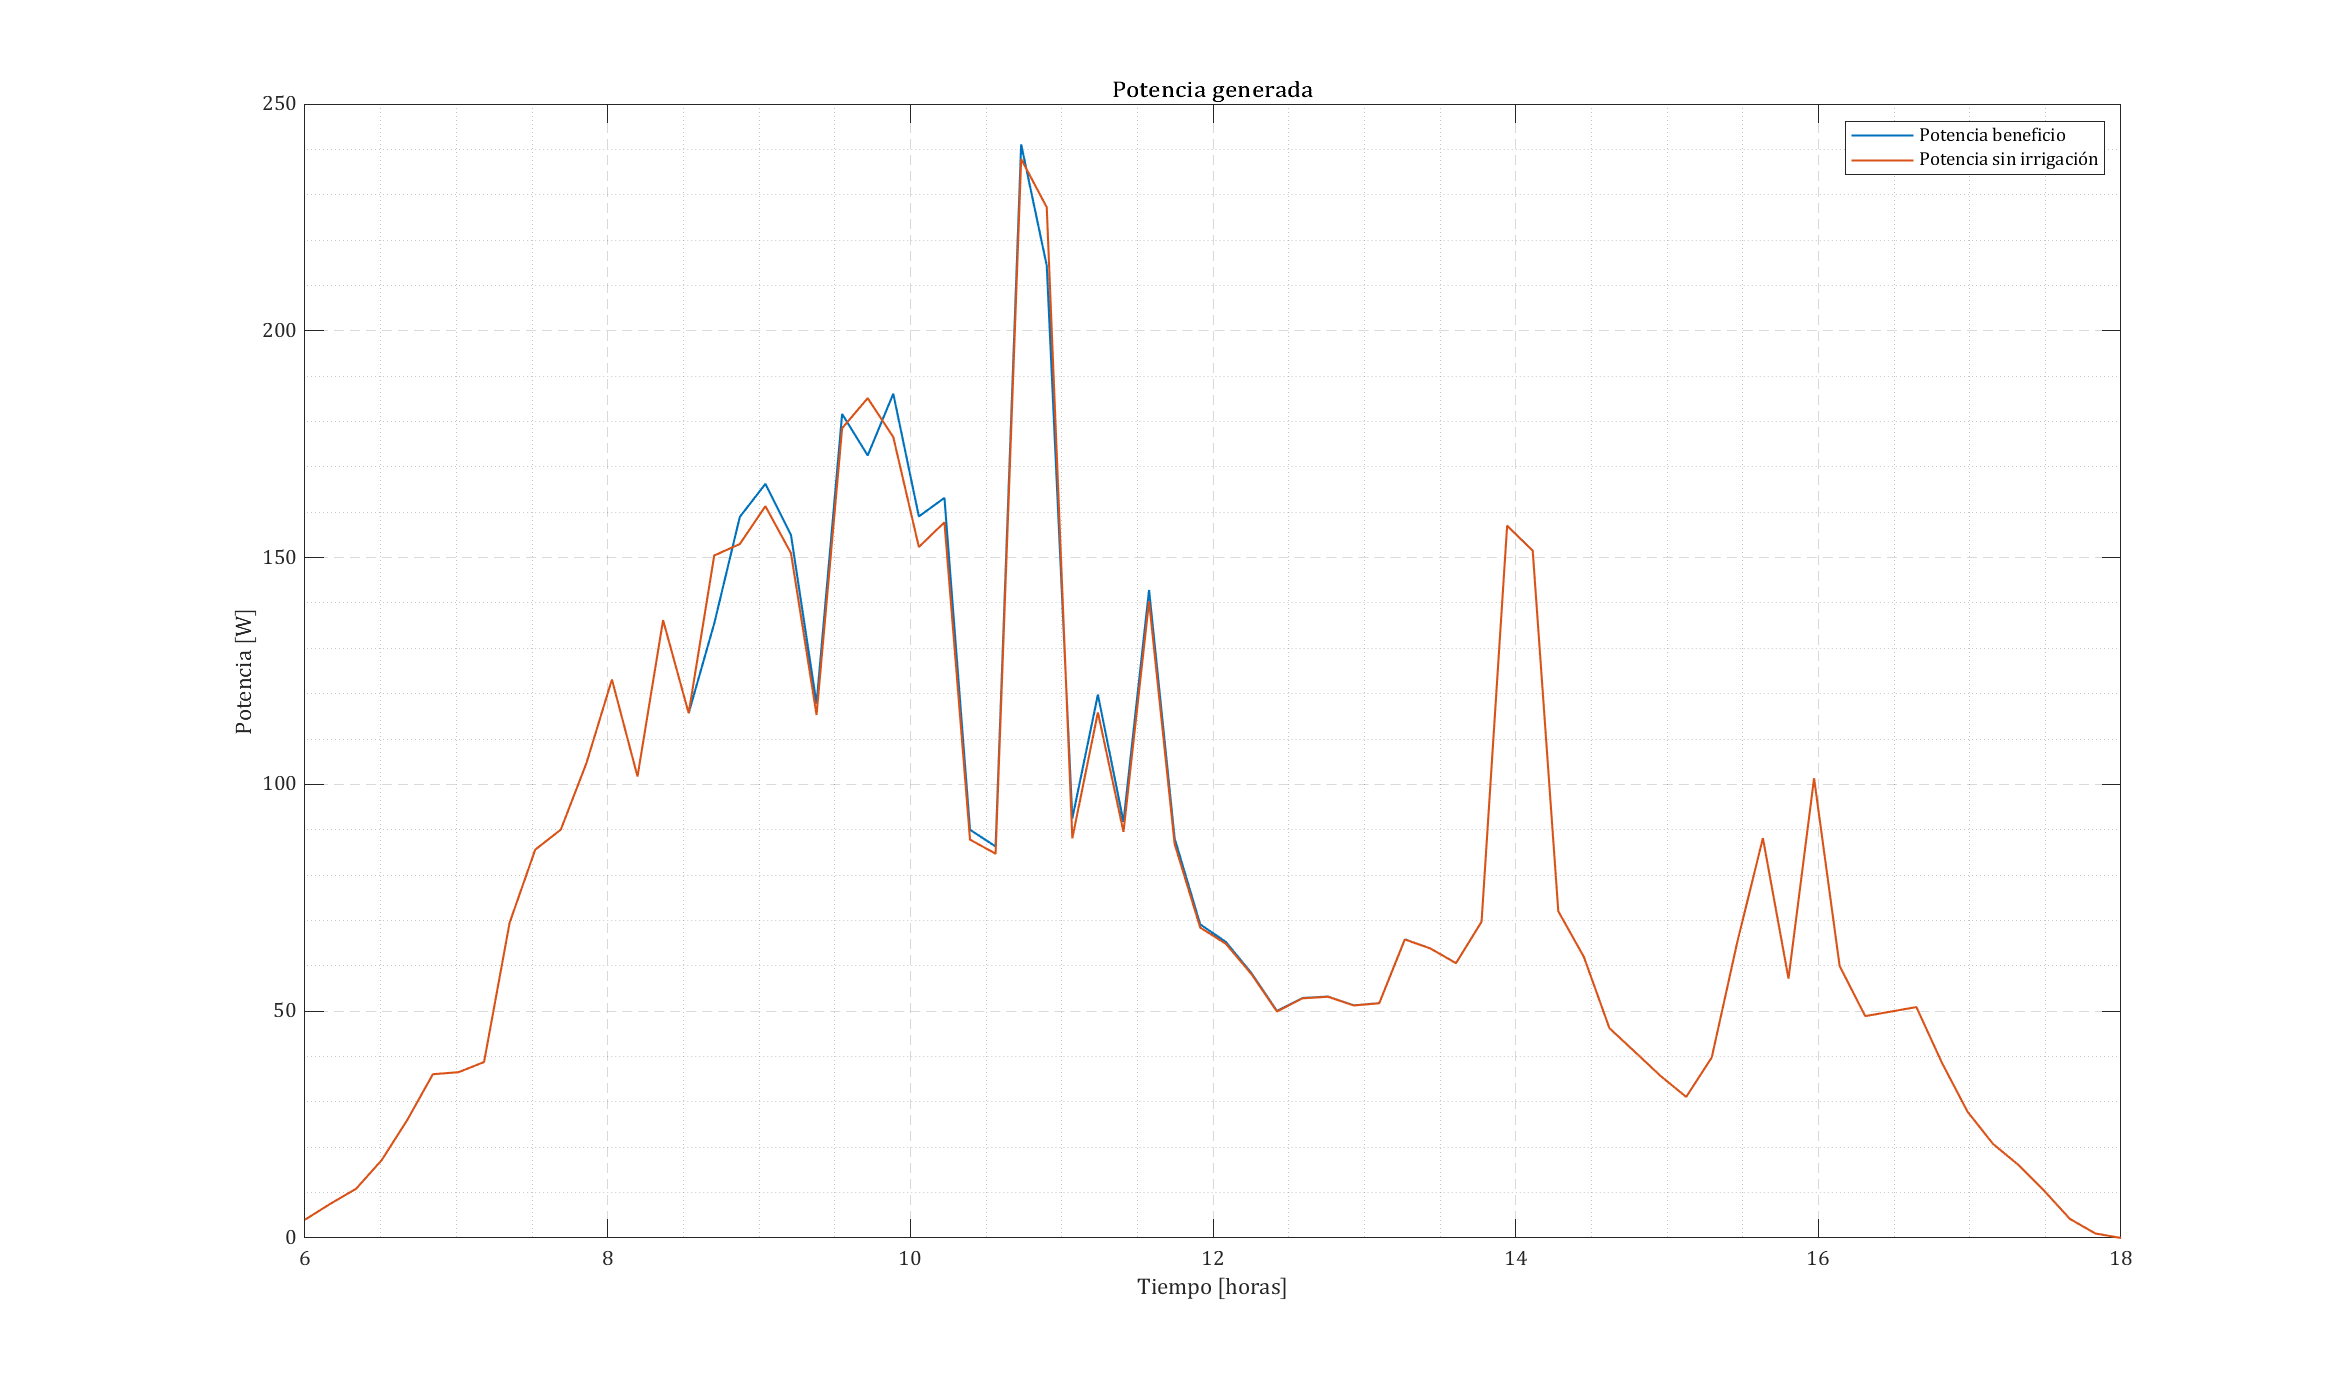 Potencia generada
250
200
150
100
50
0
Potencia [W]
Potencia beneficio
Potencia sin irrigación
6 8 10 12 14 16 18
Tiempo [horas]